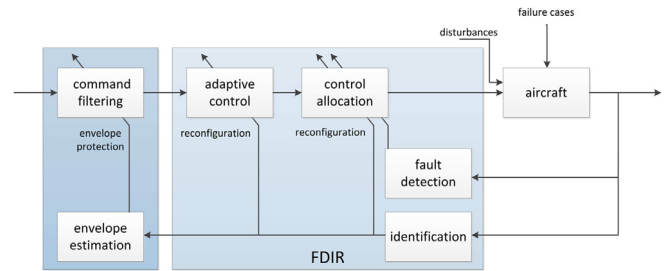 failure cases
disturbances
command
filtering
adaptive
control
control
allocation
aircraft
envelope
protection
reconfiguration
reconfiguration
fault
detection
envelope
estimation
identification
FDIR